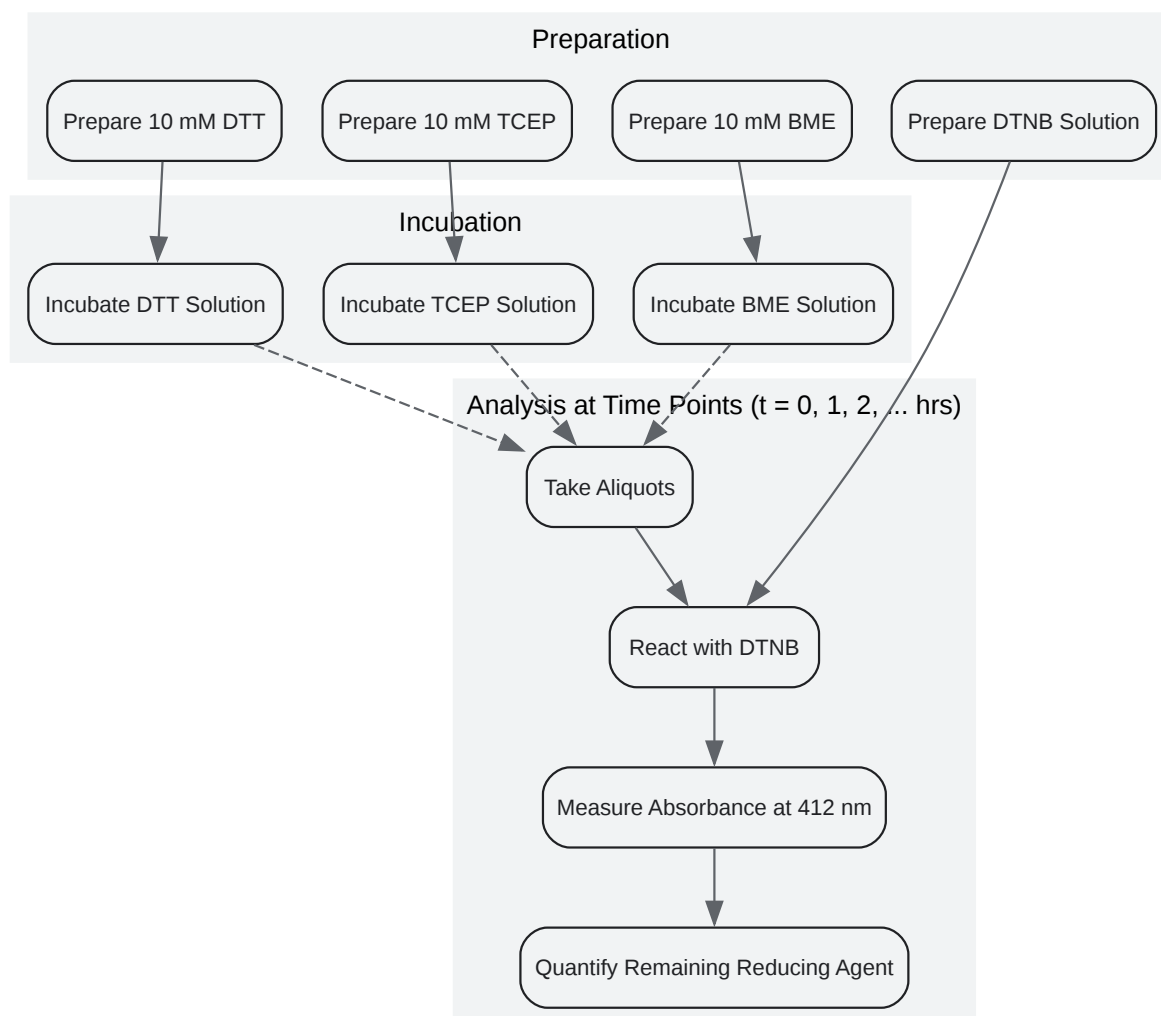 Preparation
Prepare 10 mM DTT
Prepare 10 mM TCEP
Prepare 10 mM BME
Prepare DTNB Solution
Incubation
Incubate DTT Solution
Incubate TCEP Solution
Incubate BME Solution
Analysis at Time Points (t = 0, 1, 2, ... hrs)
Take Aliquots
React with DTNB
Measure Absorbance at 412 nm
Quantify Remaining Reducing Agent